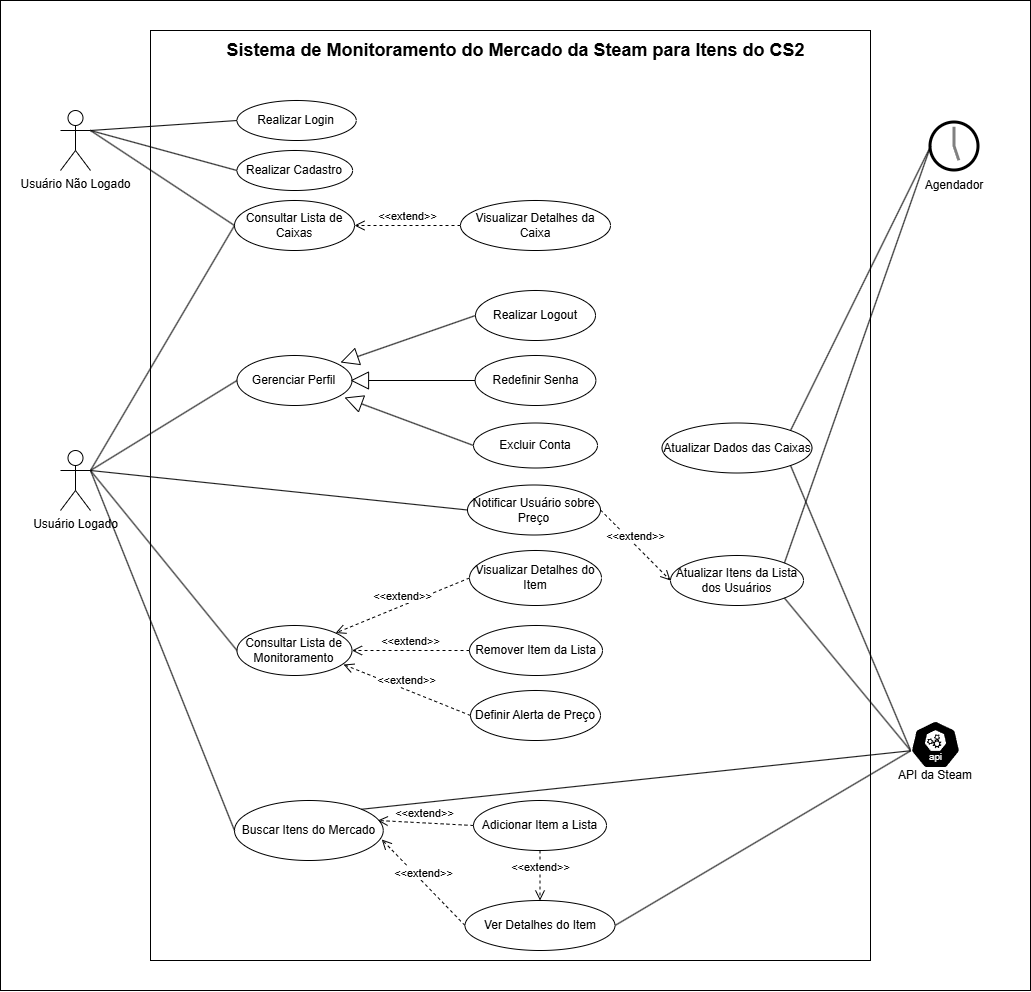 Sistema de Monitoramento do Mercado da Steam para Itens do CS2
Realizar Login
Realizar Cadastro
Usuário Não Logado
Agendador
Consultar Lista de
Caixas
<<extend>>
Visualizar Detalhes da
Caixa
Realizar Logout
Gerenciar Perfil
Redefinir Senha
Excluir Conta
Atualizar Dados das Caixas
Usuário Logado
Notificar Usuário sobre
Preço
<<extend>>
Atualizar Itens da Lista
dos Usuários
Visualizar Detalhes do
Item
<<extend>>
Consultar Lista de
Monitoramento
<<extend>>
Remover Item da Lista
<<extend>>
Definir Alerta de Preço
api
API da Steam
Buscar Itens do Mercado
<<extend>>
Adicionar Item a Lista
<<extend>>
<<extend>>
Ver Detalhes do Item